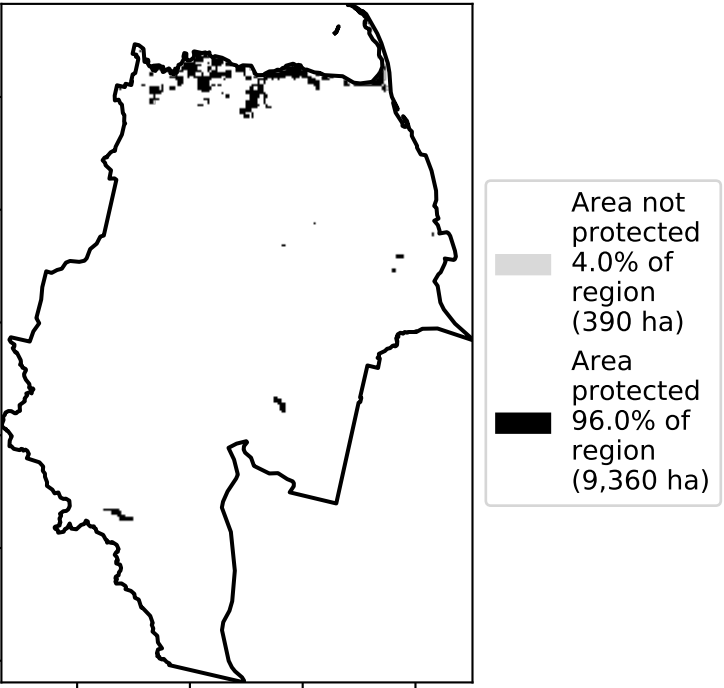 Area not
protected
4.0% of
region
(390 ha)
Area
protected
96.0% of
region
(9,360 ha)